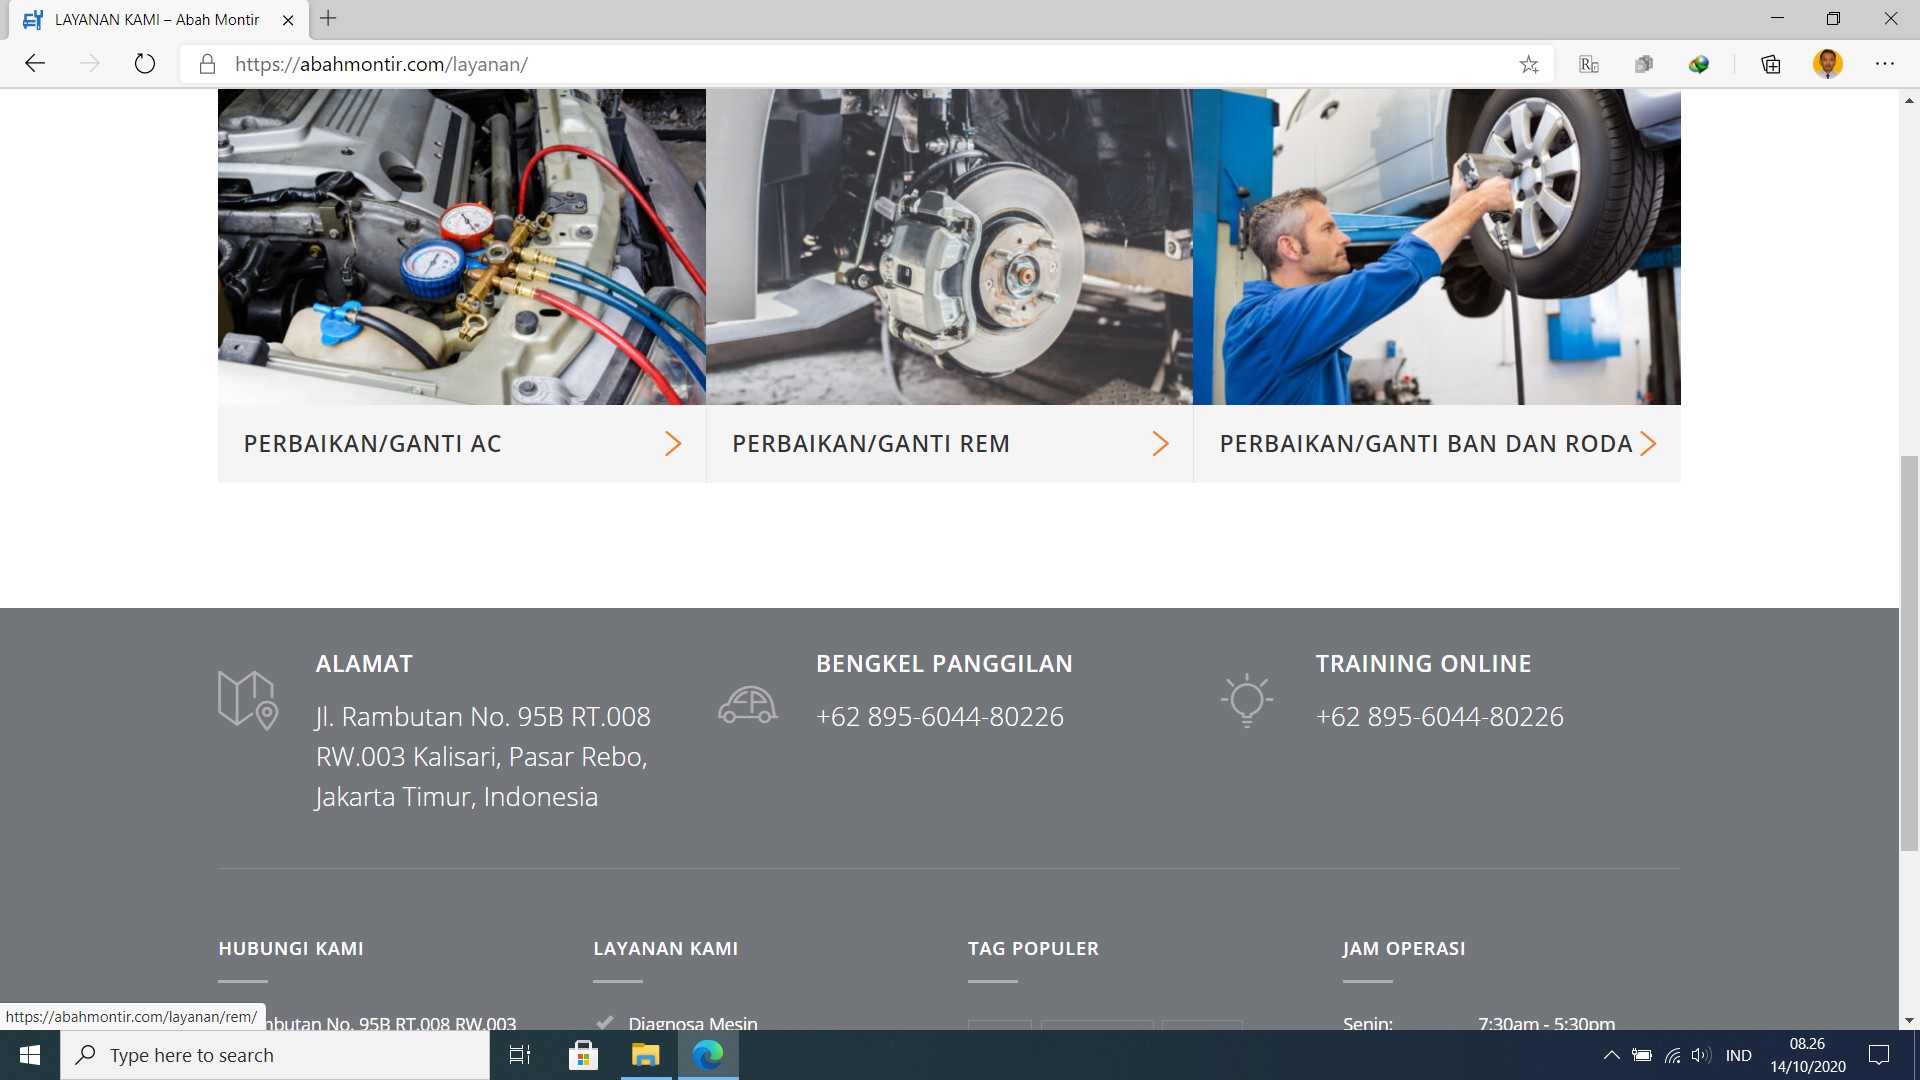 LAYANAN KAMI – Abah Montir
https://abahmontir.com/layanan/
PERBAIKAN/GANTI AC
PERBAIKAN/GANTI REM
PERBAIKAN/GANTI BAN DAN RODA
ALAMAT
Jl. Rambutan No. 95B RT.008
RW.003 Kalisari, Pasar Rebo,
Jakarta Timur, Indonesia
BENGKEL PANGGILAN
+62 895-6044-80226
TRAINING ONLINE
+62 895-6044-80226
HUBUNGI KAMI
LAYANAN KAMI
TAG POPULER
JAM OPERASI
No. 95B RT.008 RW.003
Diagnosa Mesin
Senin: 7:30am - 5:30pm
https://abahmontir.com/layanan/rem/
Type here to search
IND
08.26
14/10/2020